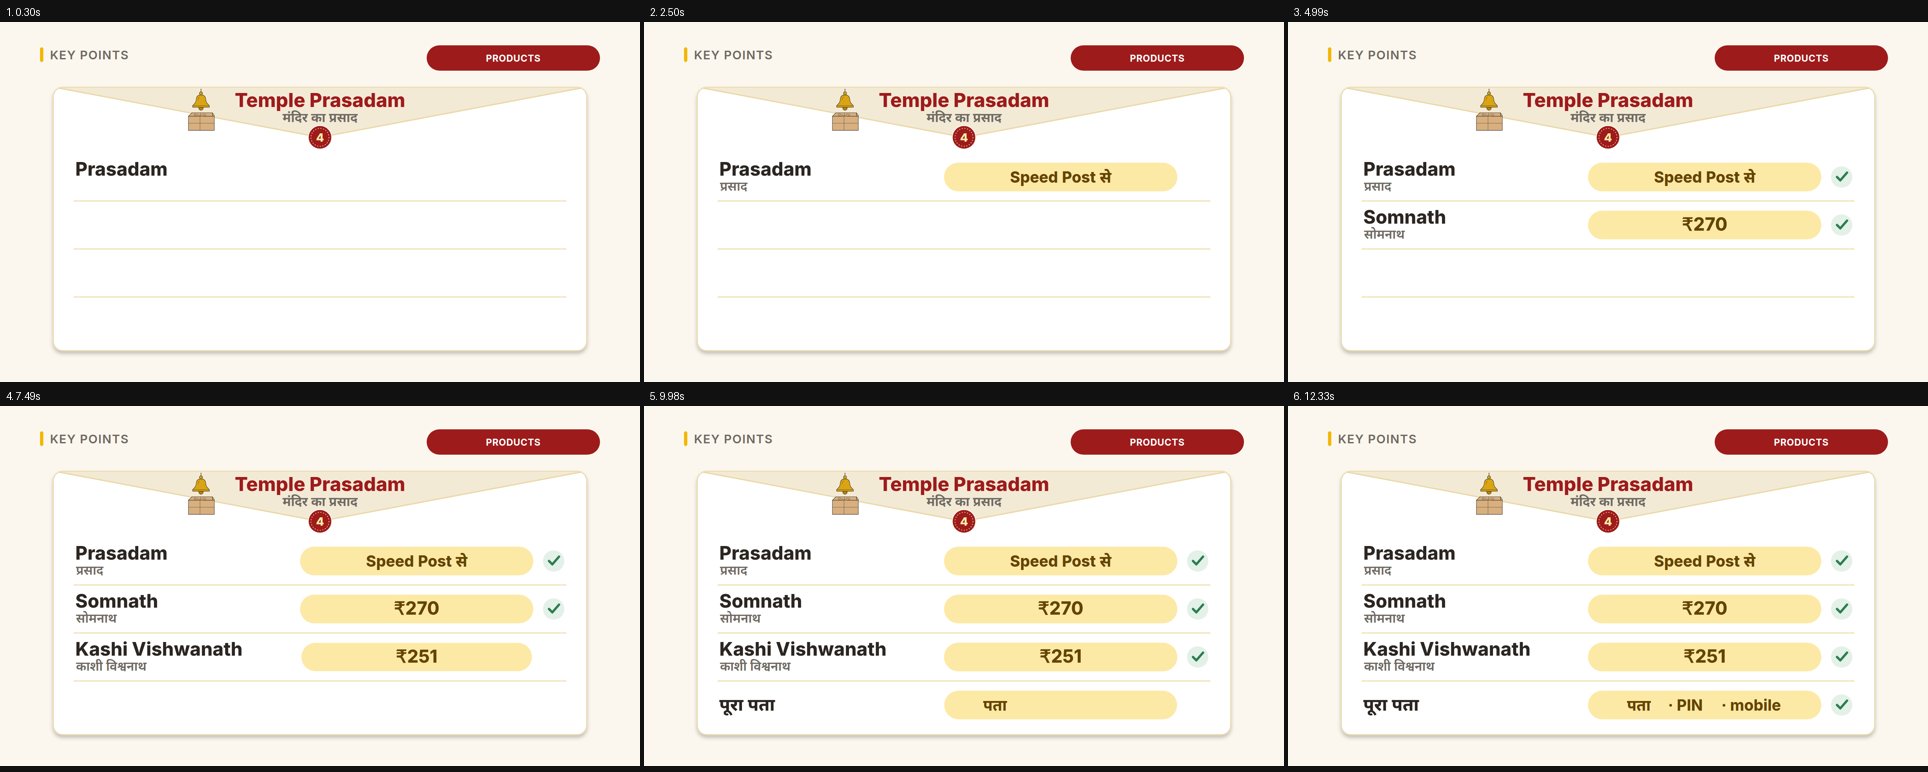 1. 0.30s
KEY POINTS
PRODUCTS
Temple Prasadam
मंदिर का प्रसाद
4
Prasadam
2. 2.50s
KEY POINTS
PRODUCTS
Temple Prasadam
मंदिर का प्रसाद
4
Prasadam
प्रसाद
Speed Post से
3. 4.99s
KEY POINTS
PRODUCTS
Temple Prasadam
मंदिर का प्रसाद
4
Prasadam
प्रसाद
Speed Post से
Somnath
सोमनाथ
₹270
4. 7.49s
KEY POINTS
PRODUCTS
Temple Prasadam
मंदिर का प्रसाद
4
Prasadam
प्रसाद
Speed Post से
Somnath
सोमनाथ
₹270
Kashi Vishwanath
काशी विश्वनाथ
₹251
5. 9.98s
KEY POINTS
PRODUCTS
Temple Prasadam
मंदिर का प्रसाद
4
Prasadam
प्रसाद
Speed Post से
Somnath
सोमनाथ
₹270
Kashi Vishwanath
काशी विश्वनाथ
₹251
पूरा पता
पता
6. 12.33s
KEY POINTS
PRODUCTS
Temple Prasadam
मंदिर का प्रसाद
4
Prasadam
प्रसाद
Speed Post से
Somnath
सोमनाथ
₹270
Kashi Vishwanath
काशी विश्वनाथ
₹251
पूरा पता
पता · PIN · mobile